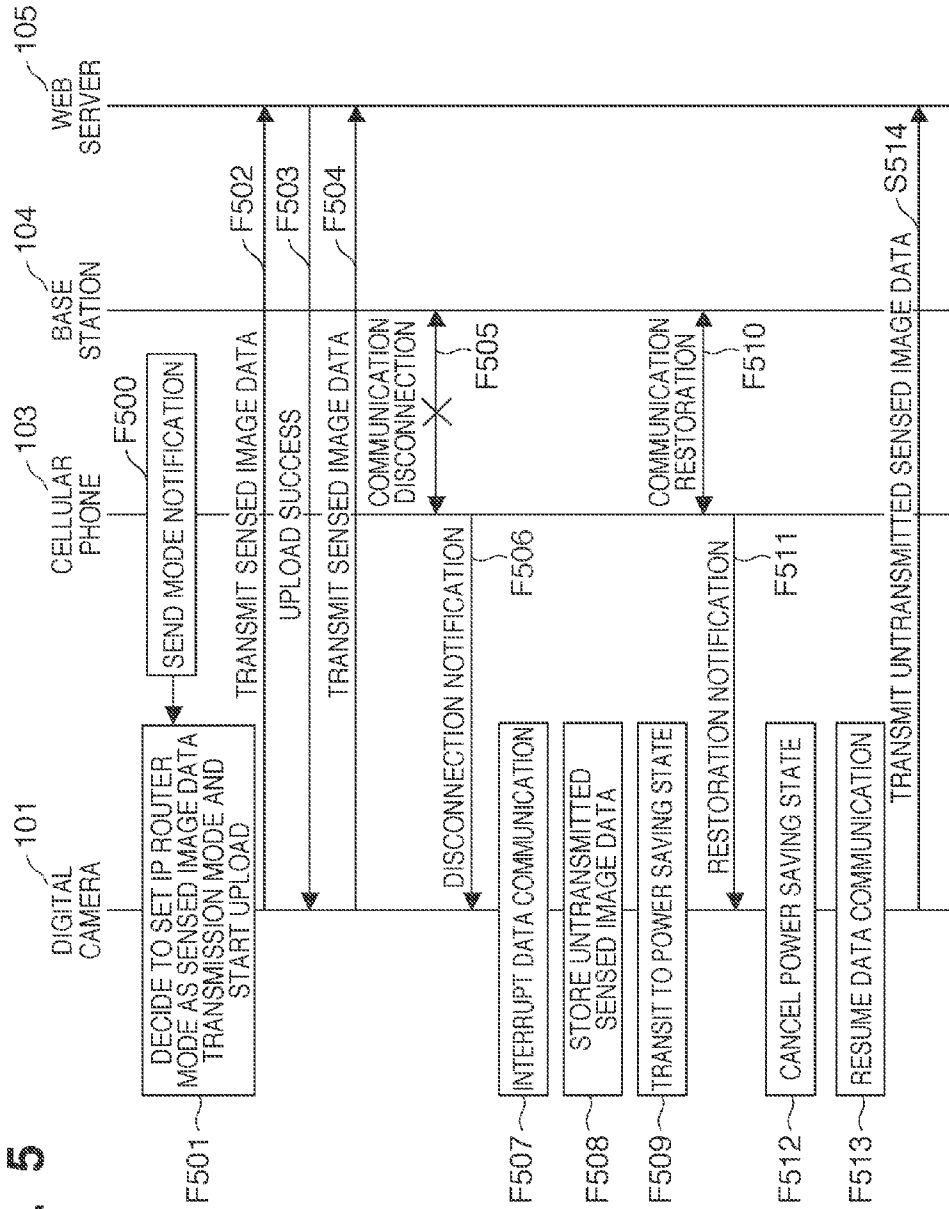 5
DIGITAL
CAMERA
101
CELLULAR
PHONE
103
BASE
STATION
104
WEB
SERVER
105
F500
SEND MODE NOTIFICATION
F501
DECIDE TO SET IP ROUTER
MODE AS SENSED IMAGE DATA
TRANSMISSION MODE AND
START UPLOAD
TRANSMIT SENSED IMAGE DATA
F502
UPLOAD SUCCESS
F503
TRANSMIT SENSED IMAGE DATA
F504
COMMUNICATION
DISCONNECTION
F505
DISCONNECTION NOTIFICATION
F506
F507
INTERRUPT DATA COMMUNICATION
F508
STORE UNTRANSMITTED
SENSED IMAGE DATA
F509
TRANSIT TO POWER SAVING STATE
COMMUNICATION
RESTORATION
F510
RESTORATION NOTIFICATION
F511
F512
CANCEL POWER SAVING STATE
F513
RESUME DATA COMMUNICATION
TRANSMIT UNTRANSMITTED SENSED IMAGE DATA
S514